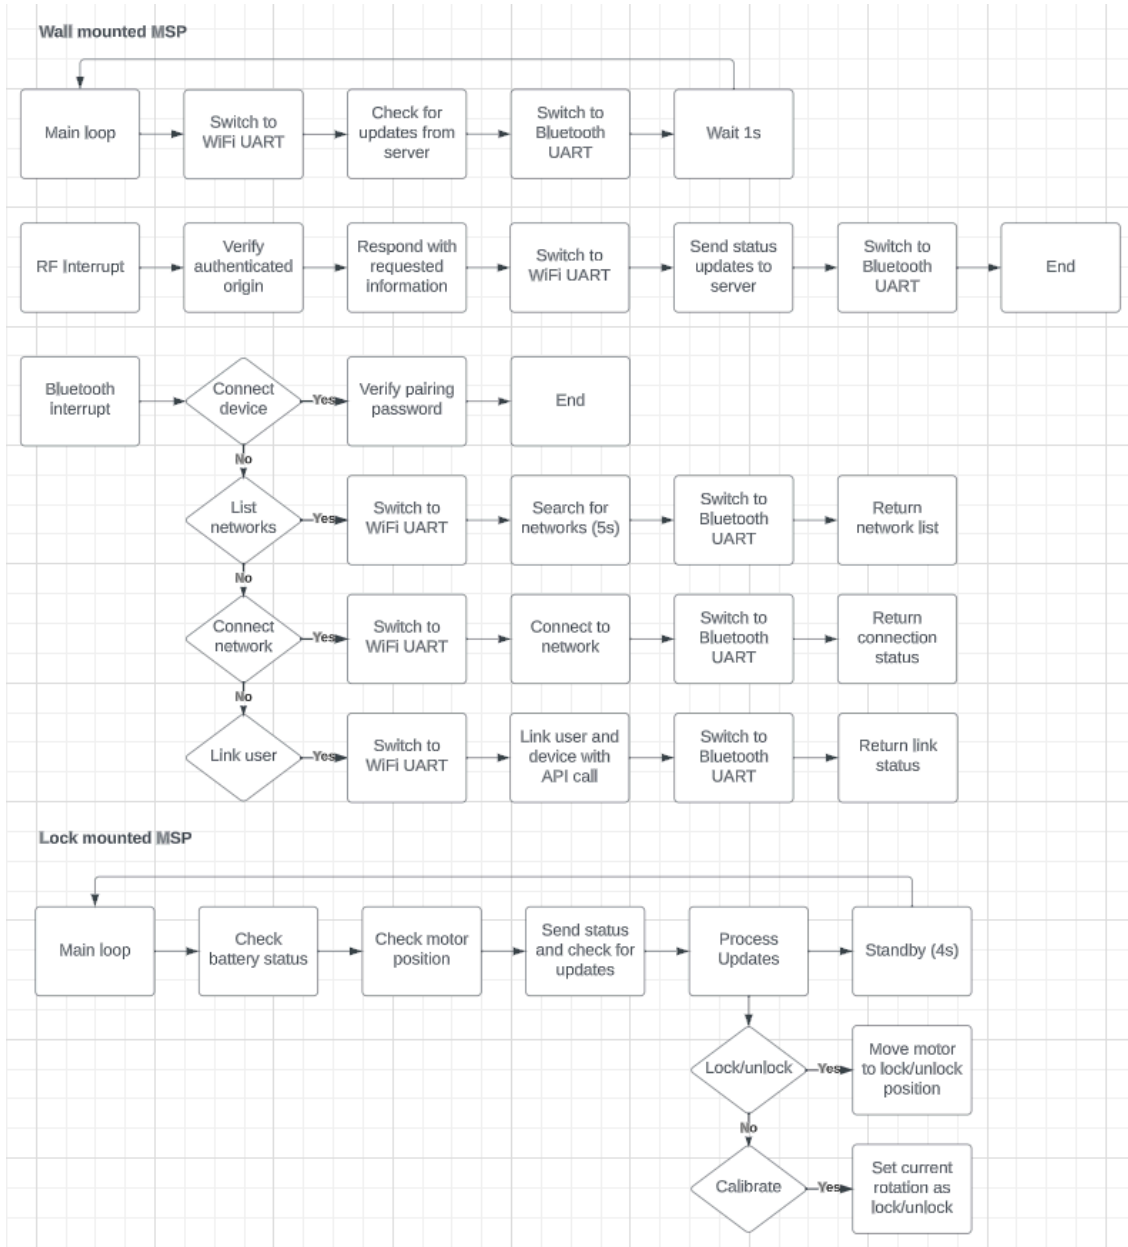 Wall mounted MSP
Main loop
Switch to
WiFi UART
Check for
updates from
server
Switch to
Bluetooth
UART
Wait 1s
RF Interrupt
Verify
authenticated
origin
Respond with
requested
information
Switch to
WiFi UART
Send status
updates to
server
Switch to
Bluetooth
UART
End
Bluetooth
Interrupt
Connect
device
Yes
Verify pairing
password
End
No
List
networks
Yes
Switch to
WiFi UART
Search for
networks (5s)
Switch to
Bluetooth
UART
Return
network list
No
Connect
network
Yes
Switch to
WiFi UART
Connect to
network
Switch to
Bluetooth
UART
Return
connection
status
No
Link user
Yes
Switch to
WiFi UART
Link user and
device with
API call
Switch to
Bluetooth
UART
Return link
status
Lock mounted MSP
Main loop
Check
battery status
Check motor
position
Send status
and check for
updates
Process
Updates
Standby (4s)
Lock/unlock
Yes
Move motor
to lock/unlock
position
No
Calibrate
Yes
Set current
rotation as
lock/unlock